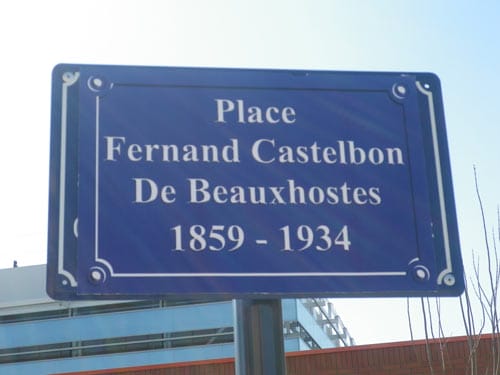 Place
Fernand Castelbon
De Beauxhostes
1859 - 1934